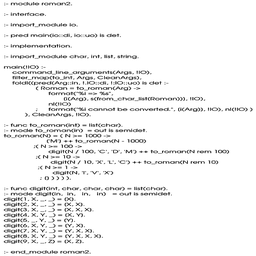 :- module roman2.
:- interface.
:- import_module io.
:- pred main(io::di, io::uo) is det.
:- implementation.
:- import_module char, int, list, string.
main(!IO) :-
command_line_arguments(Args, !IO),
filter_map(to_int, Args, CleanArgs),
foldl((pred(Arg::in, !.IO::di, !:IO::uo) is det :-
( Roman = to_roman(Arg) ->
format("%i => %s",
[i(Arg), s(from_char_list(Roman))], !IO),
nl(!IO)
; format("%i cannot be converted.", [i(Arg)], !IO), nl(!IO) )
), CleanArgs, !IO).
:- func to_roman(int) = list(char).
:- mode to_roman(in) = out is semidet.
to_roman(N) = ( N >= 1000 ->
['M'] ++ to_roman(N - 1000)
;( N >= 100 ->
digit(N / 100, 'C', 'D', 'M') ++ to_roman(N rem 100)
;( N >= 10 ->
digit(N / 10, 'X', 'L', 'C') ++ to_roman(N rem 10)
;( N >= 1 ->
digit(N, 'I', 'V', 'X')
; [] ) ) ) ).
:- func digit(int, char, char, char) = list(char).
:- mode digit(in, in, in, in) = out is semidet.
digit(1, X, _, _) = [X].
digit(2, X, _, _) = [X, X].
digit(3, X, _, _) = [X, X, X].
digit(4, X, Y, _) = [X, Y].
digit(5, _, Y, _) = [Y].
digit(6, X, Y, _) = [Y, X].
digit(7, X, Y, _) = [Y, X, X].
digit(8, X, Y, _) = [Y, X, X, X].
digit(9, X, _, Z) = [X, Z].
:- end_module roman2.